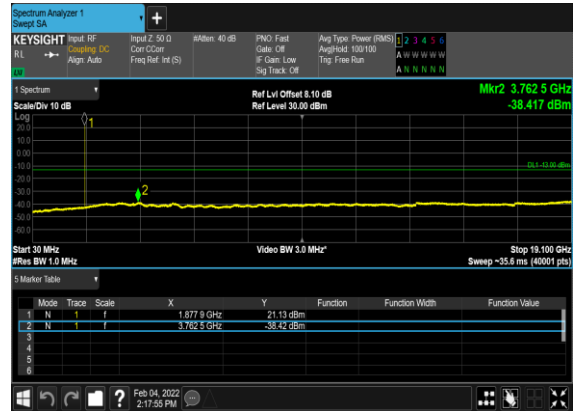 Spectrum Analyzer 1
Swept SA
KEYSIGHT Input: RF Input Z: 50 Ω #Atten: 40 dB PNO: Fast Avg Type: Power (RMS) 1 2 3 4 5 6
RL Coupling: DC Corr CCorr Gate: Off Avg|Hold: 100/100 A W W W W W
Align: Auto Freq Ref: Int (S) IF Gain: Low Trig: Free Run
LW Sig Track: Off A N N N N N
1 Spectrum Ref Lvl Offset 8.10 dB Mkr2 3.762 5 GHz
Scale/Div 10 dB Ref Level 30.00 dBm -38.417 dBm
Log
20.0
10.0
0.00
-10.0 DL1 -13.00 dBm
-20.0
-30.0
-40.0
-50.0
-60.0
1
2
Start 30 MHz Video BW 3.0 MHz* Stop 19.100 GHz
#Res BW 1.0 MHz Sweep ~35.6 ms (40001 pts)
5 Marker Table
Mode Trace Scale X Y Function Function Width Function Value
1 N 1 f 1.877 9 GHz 21.13 dBm
2 N 1 f 3.762 5 GHz -38.42 dBm
3
4
5
6
? Feb 04, 2022
2:17:55 PM